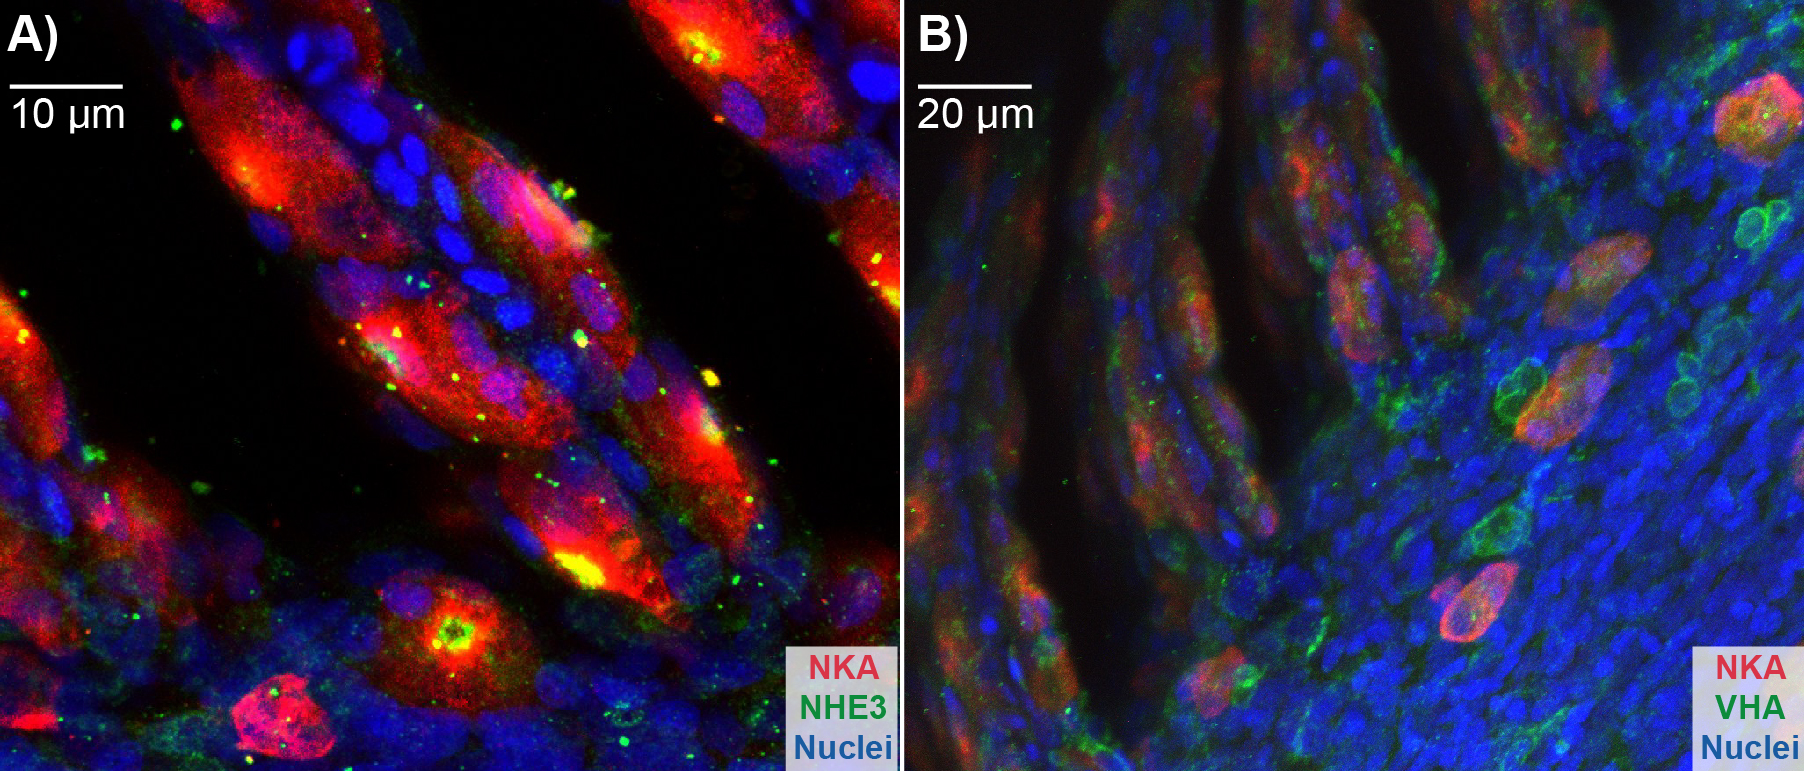 A)
10 µm
NKA
NHE3
Nuclei
B)
20 µm
NKA
VHA
Nuclei